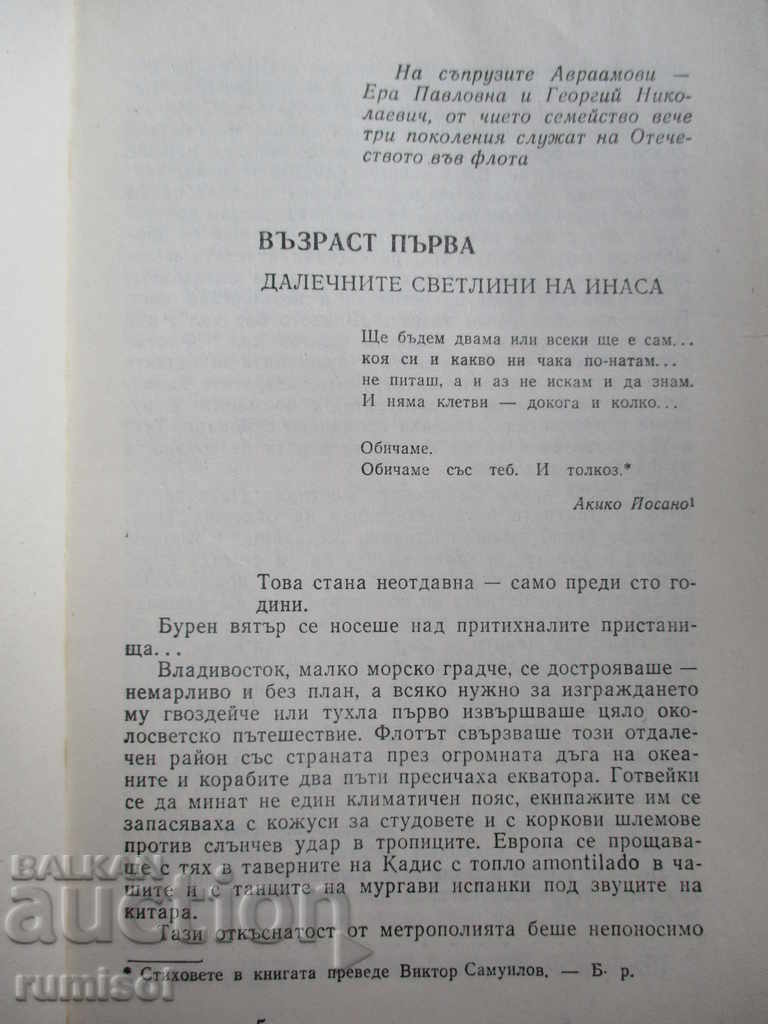 На съпрузите Авраамови —
Ера Павловна и Георгий Нико-
лаевич, от чието семейство вече
три поколения служат на Отече-
ството във флота
ВЪЗРАСТ ПЪРВА
ДАЛЕЧНИТЕ СВЕТЛИНИ НА ИНАСА
Ще бъдем двама или всеки ще е сам...
коя си и какво ни чака по-натам...
не питаш, а и аз не искам и да знам.
И няма клетви — докога и колко...
Обичаме.
Обичаме със теб. И толкоз.*
Акико Йосано¹
Това стана неотдавна — само преди сто го-
дини.
Бурен вятър се носеше над притихналите пристани-
ща...
Владивосток, малко морско градче, се дострояваше —
немарливо и без план, а всяко нужно за изграждането
му гвоздейче или тухла първо извършваше цяло око-
лосветско пътешествие. Флотът свързваше този отдале-
чен район със страната през огромната дъга на океа-
ните и корабите два пъти пресичаха екватора. Готвейки
се да минат не един климатичен пояс, екипажите им се
запасяваха с кожуси за студовете и с коркови шлемове
против слънчев удар в тропиците. Европа се прощава-
ше с тях в таверните на Кадис с топло amontilado в ча-
шите и с танците на мургави испанки под звуците на
китара.
Тази откъснатост от метрополията беше непоносимо
* Стиховете в книгата преведе Виктор Самуилов. — Б. р.
5
BALKAN
auction
rumisol